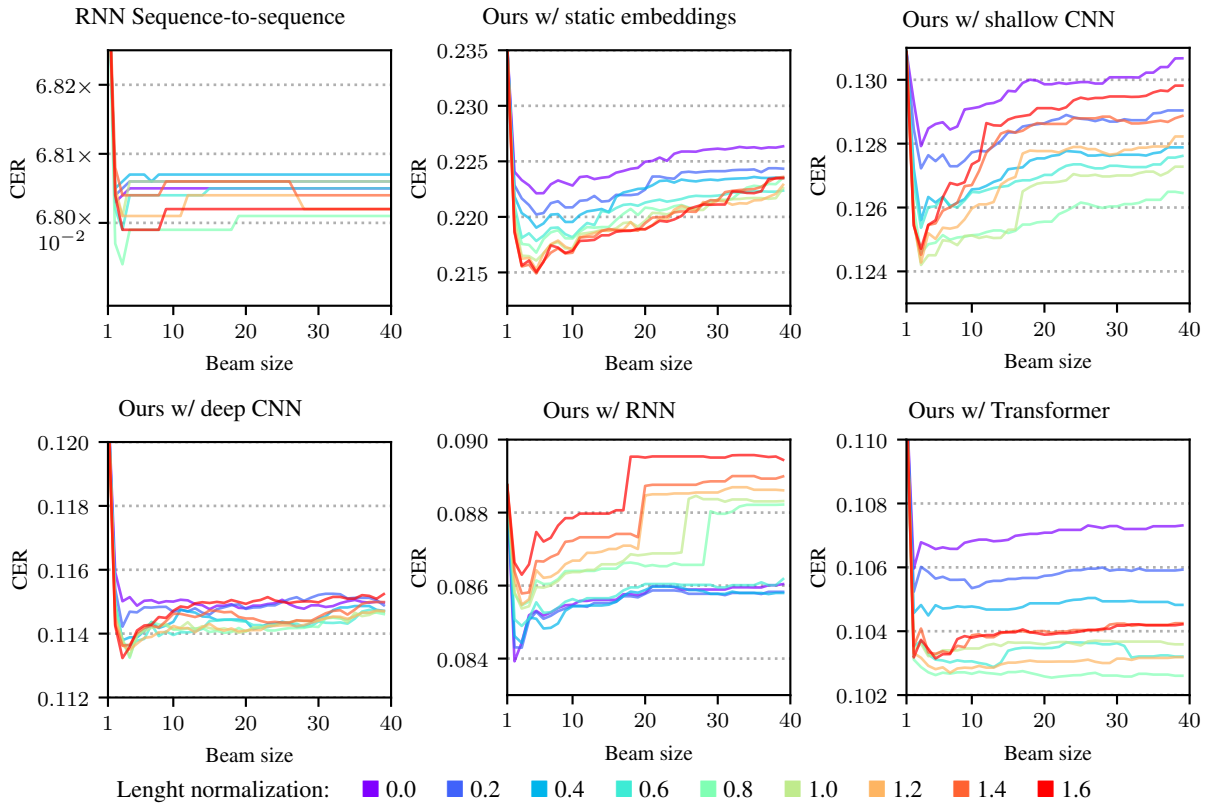 RNN Sequence-to-sequence
Ours w/ static embeddings
Ours w/ shallow CNN
CER
6.82×
6.81×
6.80×
10−2
1 10 20 30 40
Beam size
CER
0.235
0.230
0.225
0.220
0.215
1 10 20 30 40
Beam size
CER
0.130
0.128
0.126
0.124
1 10 20 30 40
Beam size
Ours w/ deep CNN
Ours w/ RNN
Ours w/ Transformer
CER
0.120
0.118
0.116
0.114
0.112
1 10 20 30 40
Beam size
CER
0.090
0.088
0.086
0.084
1 10 20 30 40
Beam size
CER
0.110
0.108
0.106
0.104
0.102
1 10 20 30 40
Beam size
Lenght normalization: 0.0 0.2 0.4 0.6 0.8 1.0 1.2 1.4 1.6